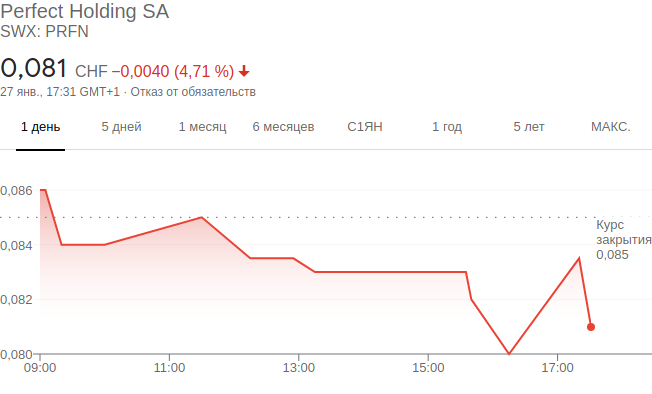 Perfect Holding SA
SWX: PRFN
0,081 CHF −0,0040 (4,71 %)
27 янв., 17:31 GMT+1 · Отказ от обязательств
1 день 5 дней 1 месяц 6 месяцев С1ЯН 1 год 5 лет МАКС.
0,086
Курс
закрытия
0,084
0,085
0,082
0,080
09:00 11:00 13:00 15:00 17:00